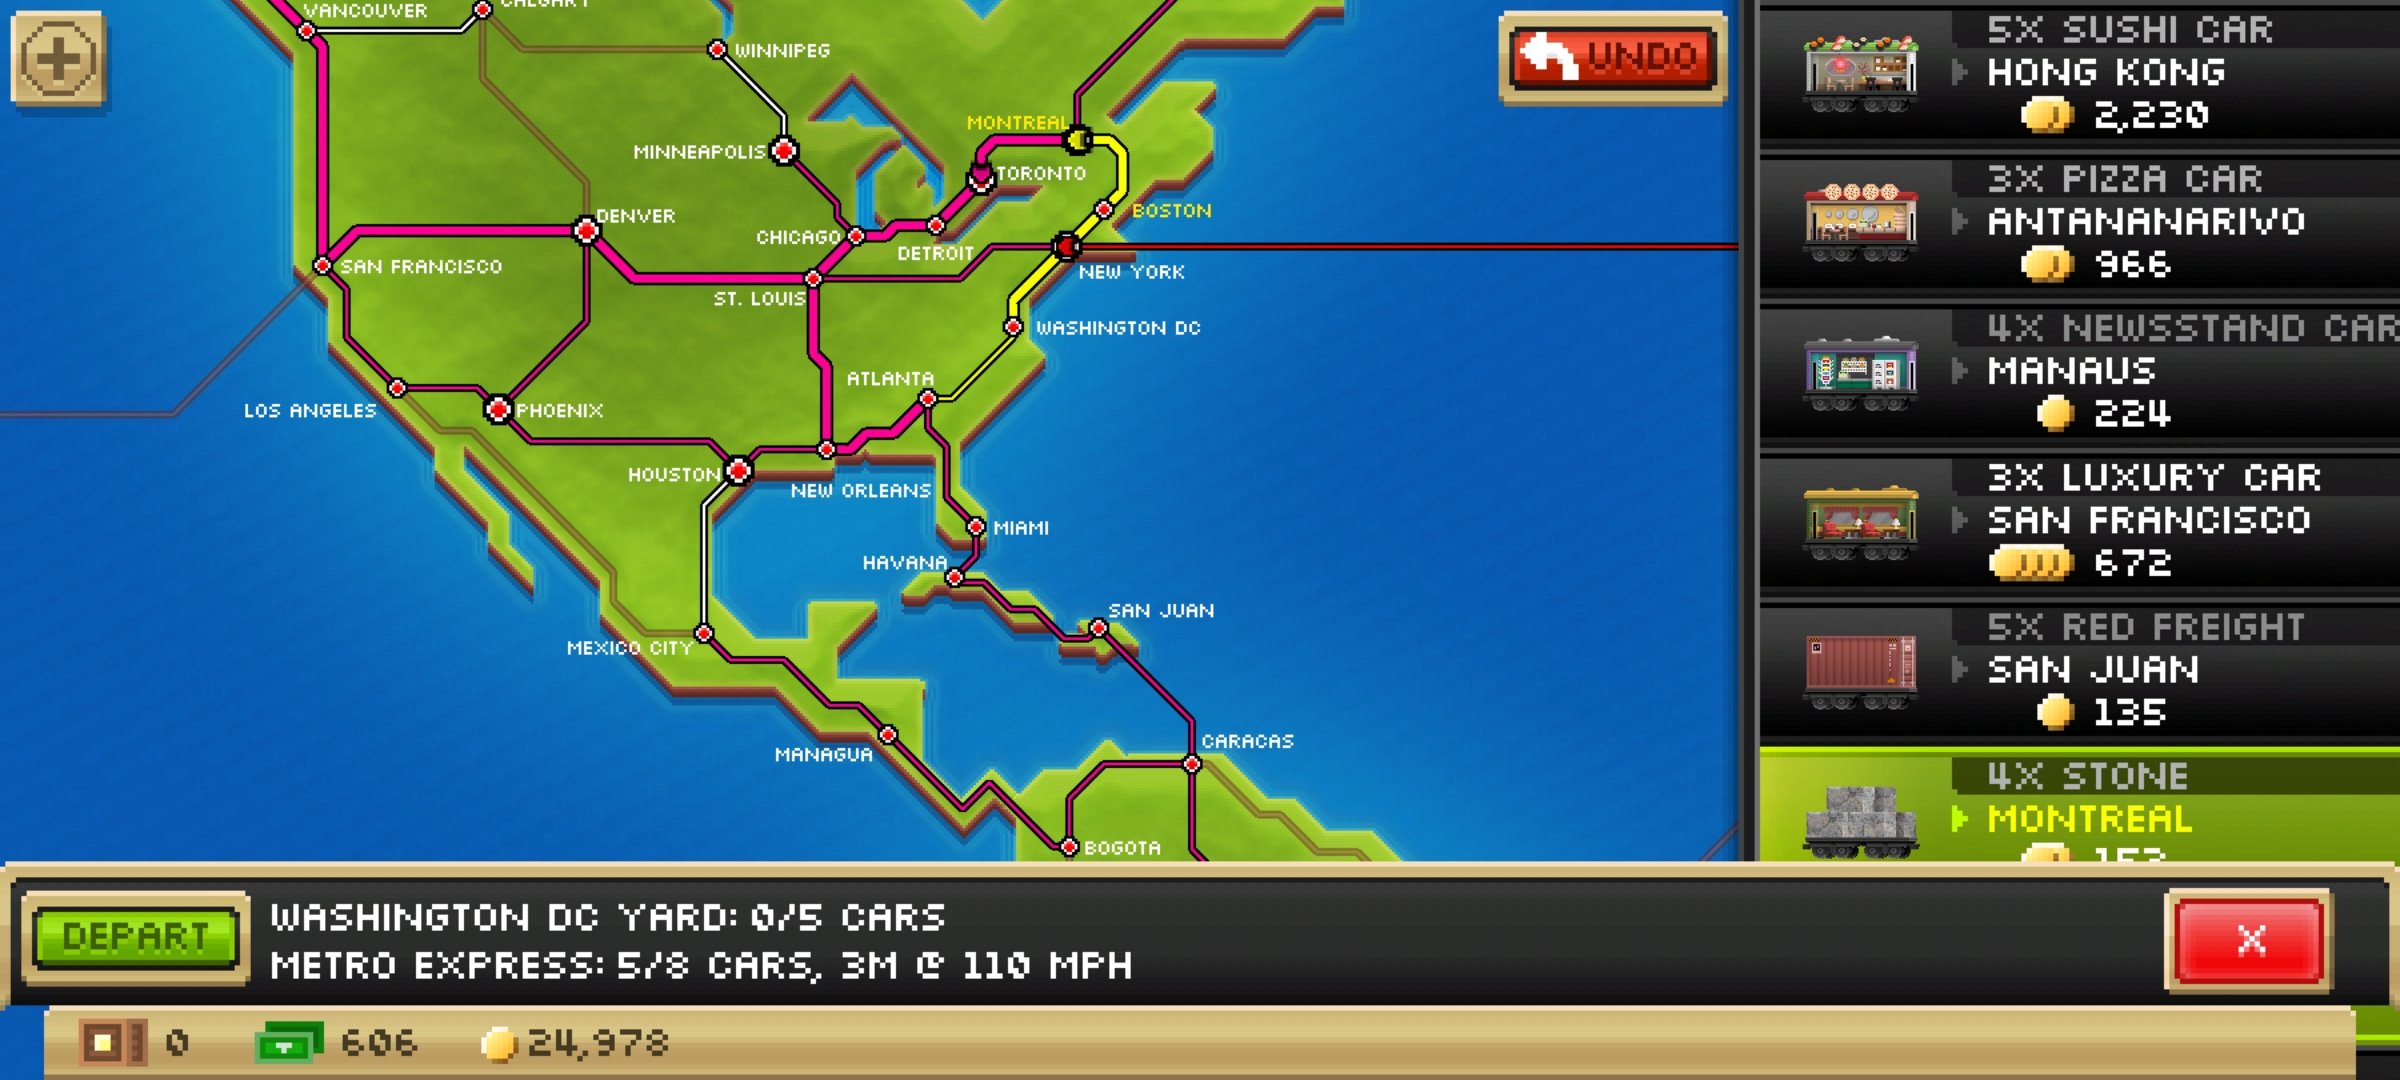 VANCOUVER
CALGARY
WINNIPEG
UNDO
MONTREAL
MINNEAPOLIS
TORONTO
BOSTON
DENVER
CHICAGO
DETROIT
NEW YORK
SAN FRANCISCO
ST. LOUIS
WASHINGTON DC
ATLANTA
LOS ANGELES
PHOENIX
HOUSTON
NEW ORLEANS
MIAMI
HAVANA
SAN JUAN
MEXICO CITY
CARACAS
MANAGUA
BOGOTA
5X SUSHI CAR
HONG KONG
2,230
3X PIZZA CAR
ANTANANARIVO
966
4X NEWSSTAND CAR
MANAUS
224
3X LUXURY CAR
SAN FRANCISCO
672
5X RED FREIGHT
SAN JUAN
135
4X STONE
MONTREAL
DEPART
WASHINGTON DC YARD: 0/5 CARS
METRO EXPRESS: 5/8 CARS, 3M @ 110 MPH
X
0
606
24,978